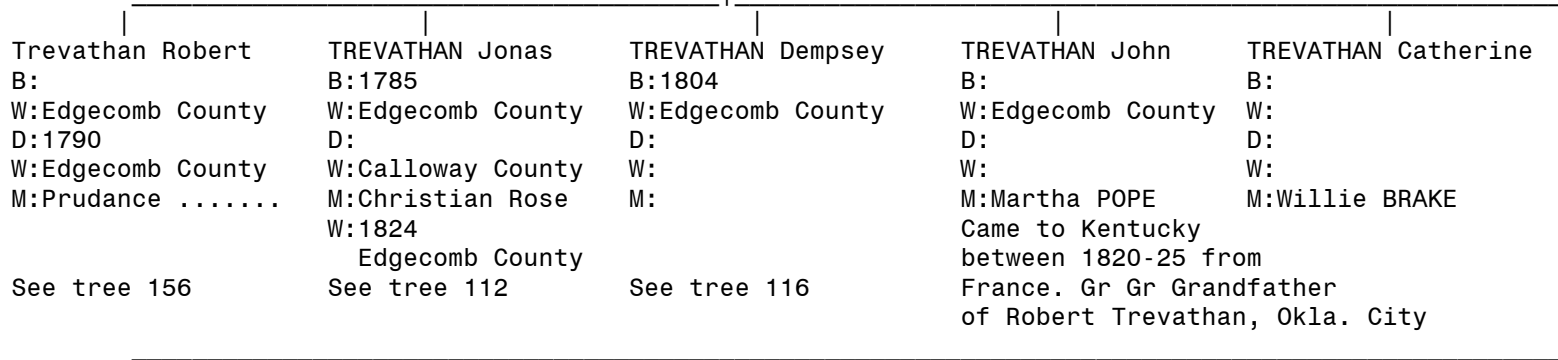 Trevathan Robert TREVATHAN Jonas TREVATHAN Dempsey TREVATHAN John TREVATHAN Catherine
B: B:1785 B:1804 B: B:
W:Edgecomb County W:Edgecomb County W:Edgecomb County W:Edgecomb County W:
D:1790 D: D: D: D:
W:Edgecomb County W:Calloway County W: W: W:
M:Prudance ....... M:Christian Rose M: M:Martha POPE M:Willie BRAKE
W:1824 Came to Kentucky
Edgecomb County between 1820-25 from
See tree 156 See tree 112 See tree 116 France. Gr Gr Grandfather
of Robert Trevathan, Okla. City